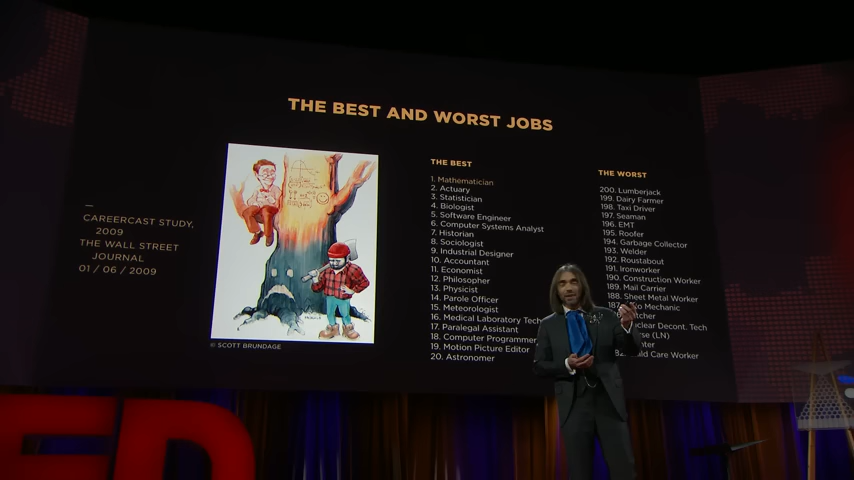 THE BEST AND WORST JOBS
CAREERCAST STUDY,
2009
THE WALL STREET
JOURNAL
01 / 06 / 2009
© SCOTT BRUNDAGE
THE BEST
1. Mathematician
2. Actuary
3. Statistician
4. Biologist
5. Software Engineer
6. Computer Systems Analyst
7. Historian
8. Sociologist
9. Industrial Designer
10. Accountant
11. Economist
12. Philosopher
13. Physicist
14. Parole Officer
15. Meteorologist
16. Medical Laboratory Tech
17. Paralegal Assistant
18. Computer Programmer
19. Motion Picture Editor
20. Astronomer
THE WORST
200. Lumberjack
199. Dairy Farmer
198. Taxi Driver
197. Seaman
196. EMT
195. Roofer
194. Garbage Collector
193. Welder
192. Roustabout
191. Ironworker
190. Construction Worker
189. Mail Carrier
188. Sheet Metal Worker
187. Mechanic
Decont. Tech
(LN)
Care Worker
ED